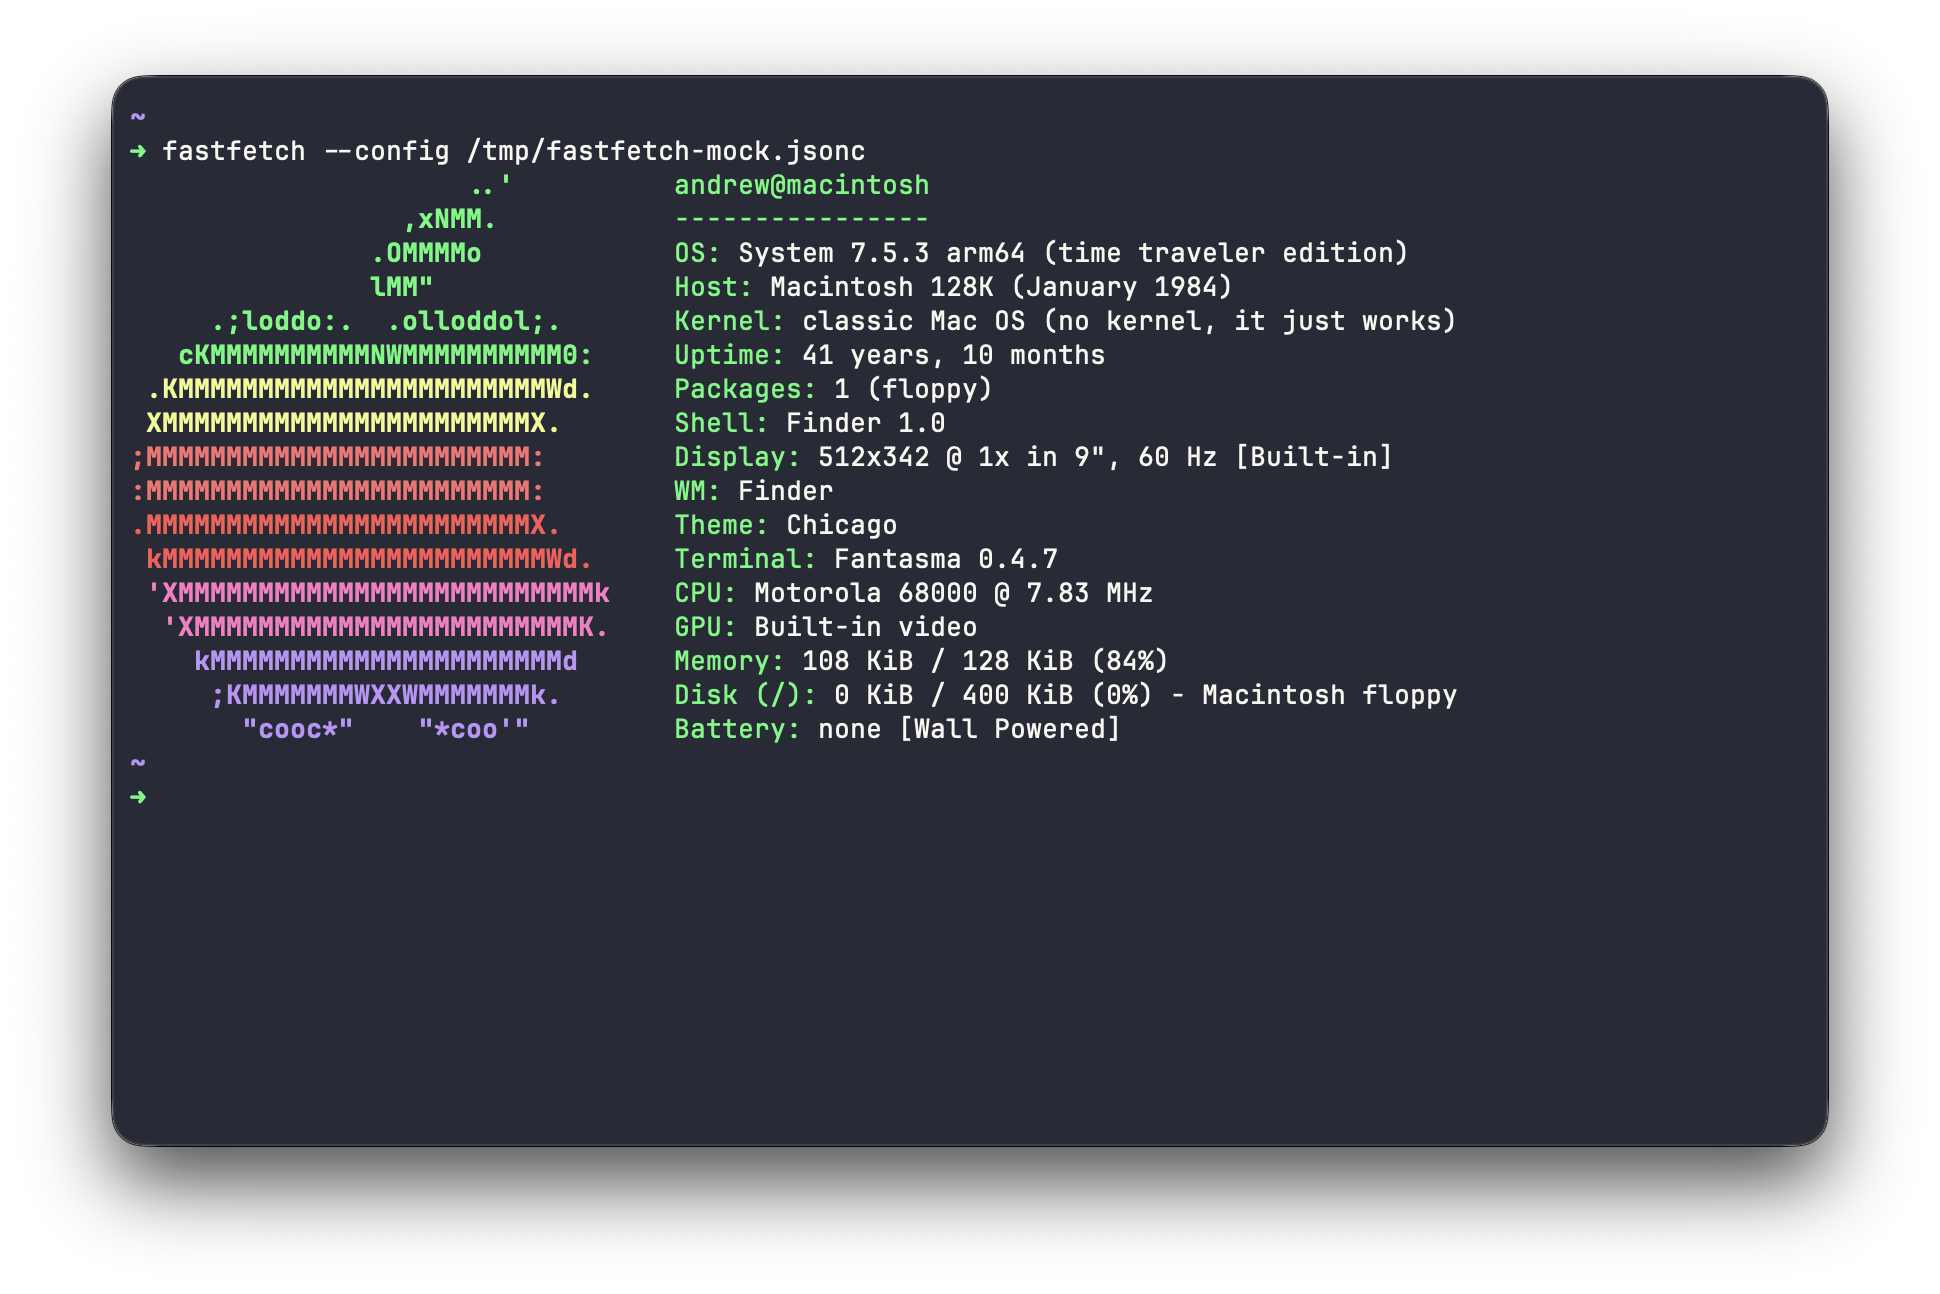 ~
➜ fastfetch --config /tmp/fastfetch-mock.jsonc
                     ..'          andrew@macintosh
                 ,xNMM.           ----------------
               .OMMMMo            OS: System 7.5.3 arm64 (time traveler edition)
               lMM"               Host: Macintosh 128K (January 1984)
     .;loddo:.  .olloddol;.       Kernel: classic Mac OS (no kernel, it just works)
   cKMMMMMMMMMMNWMMMMMMMMMM0:     Uptime: 41 years, 10 months
 .KMMMMMMMMMMMMMMMMMMMMMMMWd.     Packages: 1 (floppy)
 XMMMMMMMMMMMMMMMMMMMMMMMX.       Shell: Finder 1.0
;MMMMMMMMMMMMMMMMMMMMMMMM:        Display: 512x342 @ 1x in 9", 60 Hz [Built-in]
:MMMMMMMMMMMMMMMMMMMMMMMM:        WM: Finder
.MMMMMMMMMMMMMMMMMMMMMMMMX.       Theme: Chicago
 kMMMMMMMMMMMMMMMMMMMMMMMMWd.     Terminal: Fantasma 0.4.7
 'XMMMMMMMMMMMMMMMMMMMMMMMMMMk    CPU: Motorola 68000 @ 7.83 MHz
  'XMMMMMMMMMMMMMMMMMMMMMMMMK.    GPU: Built-in video
    kMMMMMMMMMMMMMMMMMMMMMMd      Memory: 108 KiB / 128 KiB (84%)
     ;KMMMMMMMWXXWMMMMMMMk.       Disk (/): 0 KiB / 400 KiB (0%) - Macintosh floppy
       "cooc*"    "*coo'"         Battery: none [Wall Powered]
~
➜